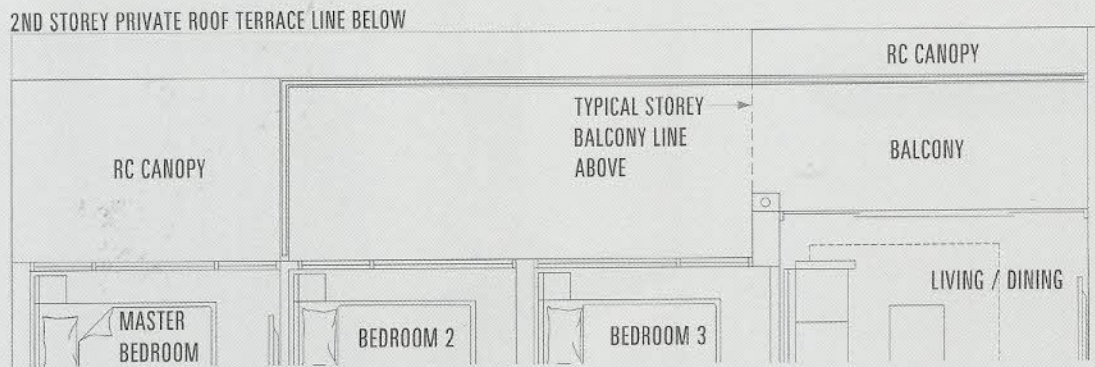 2ND STOREY PRIVATE ROOF TERRACE LINE BELOW
RC CANOPY
TYPICAL STOREY
BALCONY LINE
ABOVE
BALCONY
RC CANOPY
LIVING / DINING
MASTER
BEDROOM
BEDROOM 2
BEDROOM 3